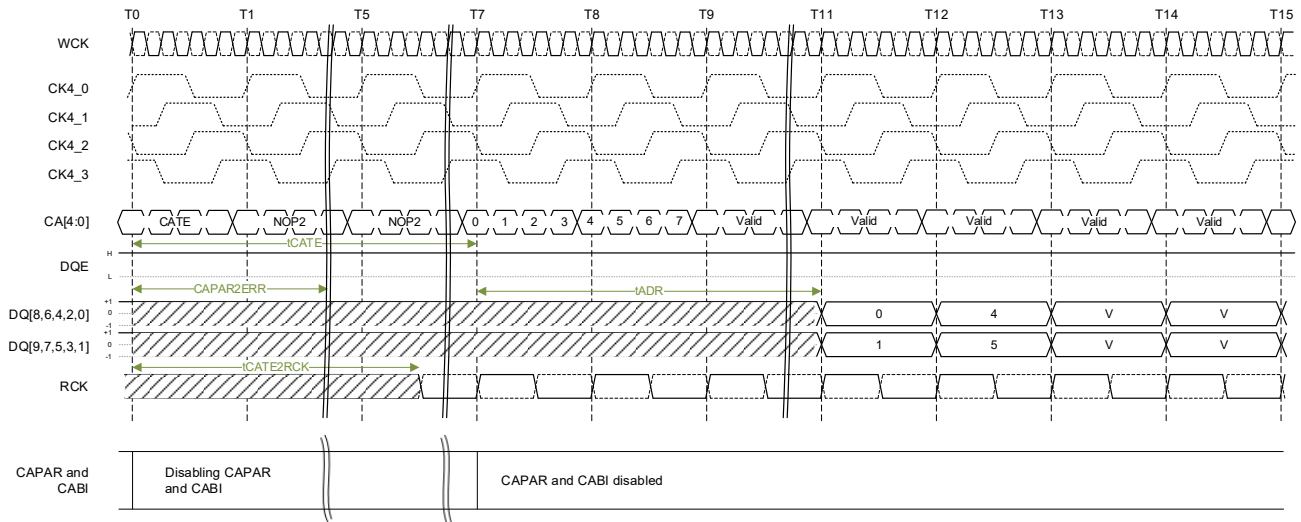 T0 T1 T5 T7 T8 T9 T11 T12 T13 T14 T15
WCK
CK4_0
CK4_1
CK4_2
CK4_3
CA[4:0] CATE NOP2 NOP2 0 1 2 3 4 5 6 7 Valid Valid Valid Valid Valid
tCATE
H
DQE
L
CAPAR2ERR tADR
+1
DQ[8,6,4,2,0] 0 0 4 V V
-1
+1
DQ[9,7,5,3,1] 0 1 5 V V
-1
tCATE2RCK
RCK
CAPAR and
CABI
Disabling CAPAR
and CABI
CAPAR and CABI disabled